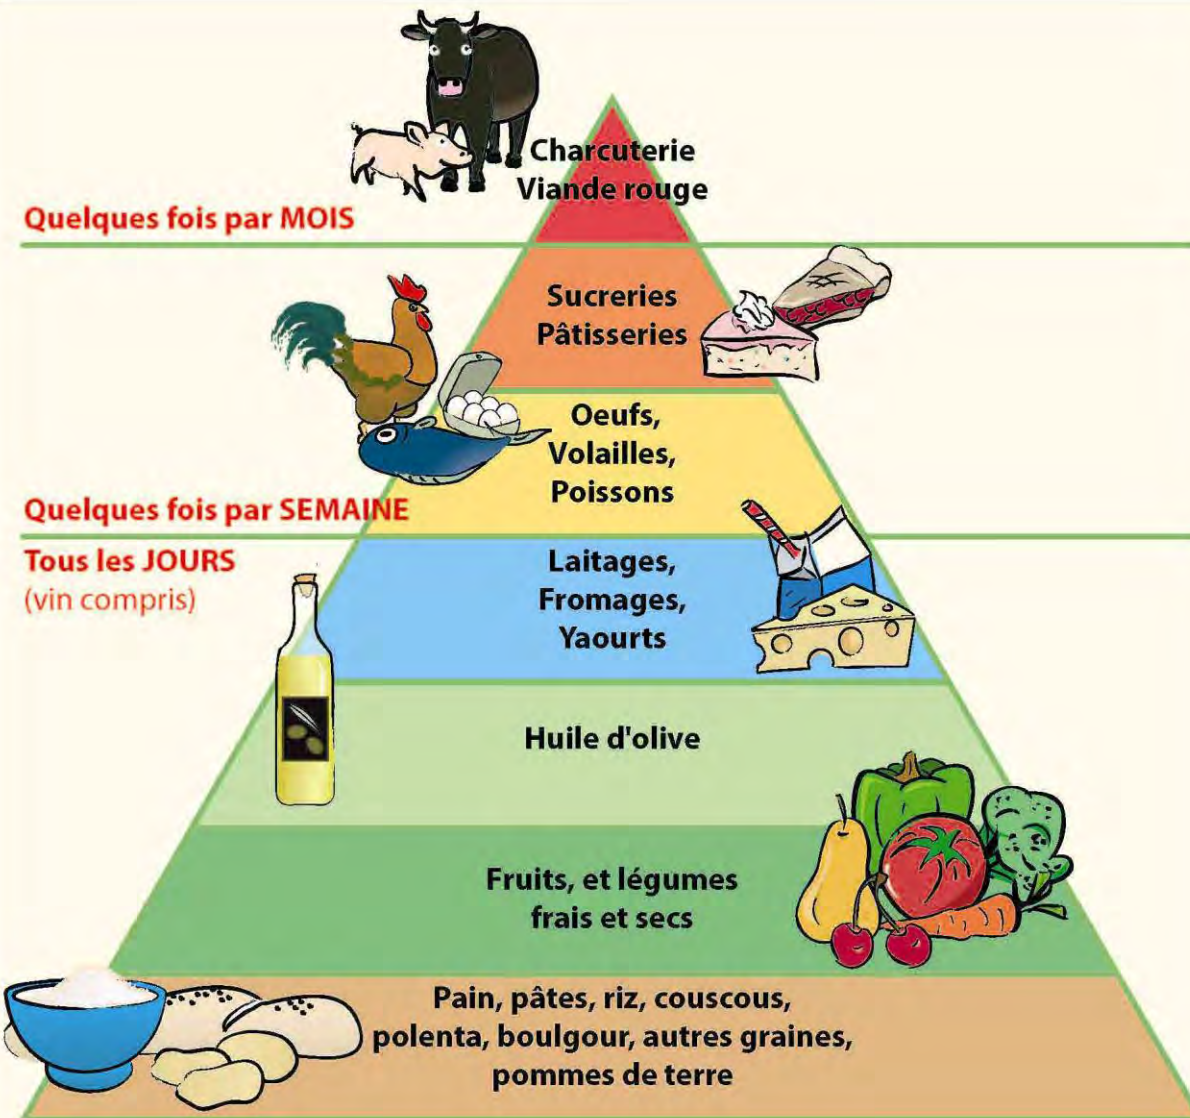 Charcuterie
Viande rouge
Quelques fois par MOIS
Sucreries
Pâtisseries
Oeufs,
Volailles,
Poissons
Quelques fois par SEMAINE
Tous les JOURS
(vin compris)
Laitages,
Fromages,
Yaourts
Huile d'olive
Fruits, et légumes
frais et secs
Pain, pâtes, riz, couscous,
polenta, boulgour, autres graines,
pommes de terre